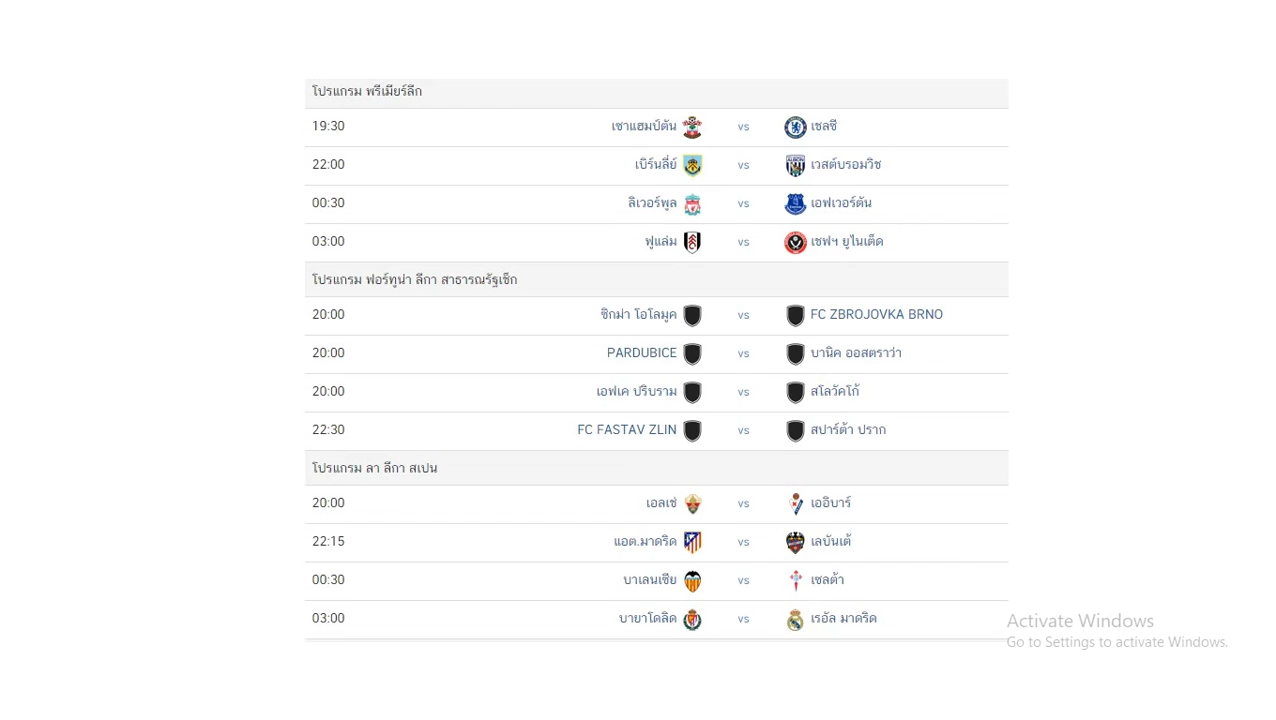 โปรแกรม พรีเมียร์ลีก
19:30 เซาแฮมป์ตัน vs เชลซี
22:00 เบิร์นลี่ย์ vs เวสต์บรอมวิช
00:30 ลิเวอร์พูล vs เอฟเวอร์ตัน
03:00 ฟูแล่ม vs เชฟฯ ยูไนเต็ด
โปรแกรม ฟอร์ทูน่า ลีกา สาธารณรัฐเช็ก
20:00 ซิกม่า โอโลมูค vs FC ZBROJOVKA BRNO
20:00 PARDUBICE vs บานิค ออสตราว่า
20:00 เอฟเค ปริบราม vs สโลวัคโก้
22:30 FC FASTAV ZLIN vs สปาร์ต้า ปราก
โปรแกรม ลา ลีกา สเปน
20:00 เอลเช่ vs เออิบาร์
22:15 แอต.มาดริด vs เลบันเต้
00:30 บาเลนเซีย vs เซลต้า
03:00 บายาโดลิด vs เรอัล มาดริด
Activate Windows
Go to Settings to activate Windows.